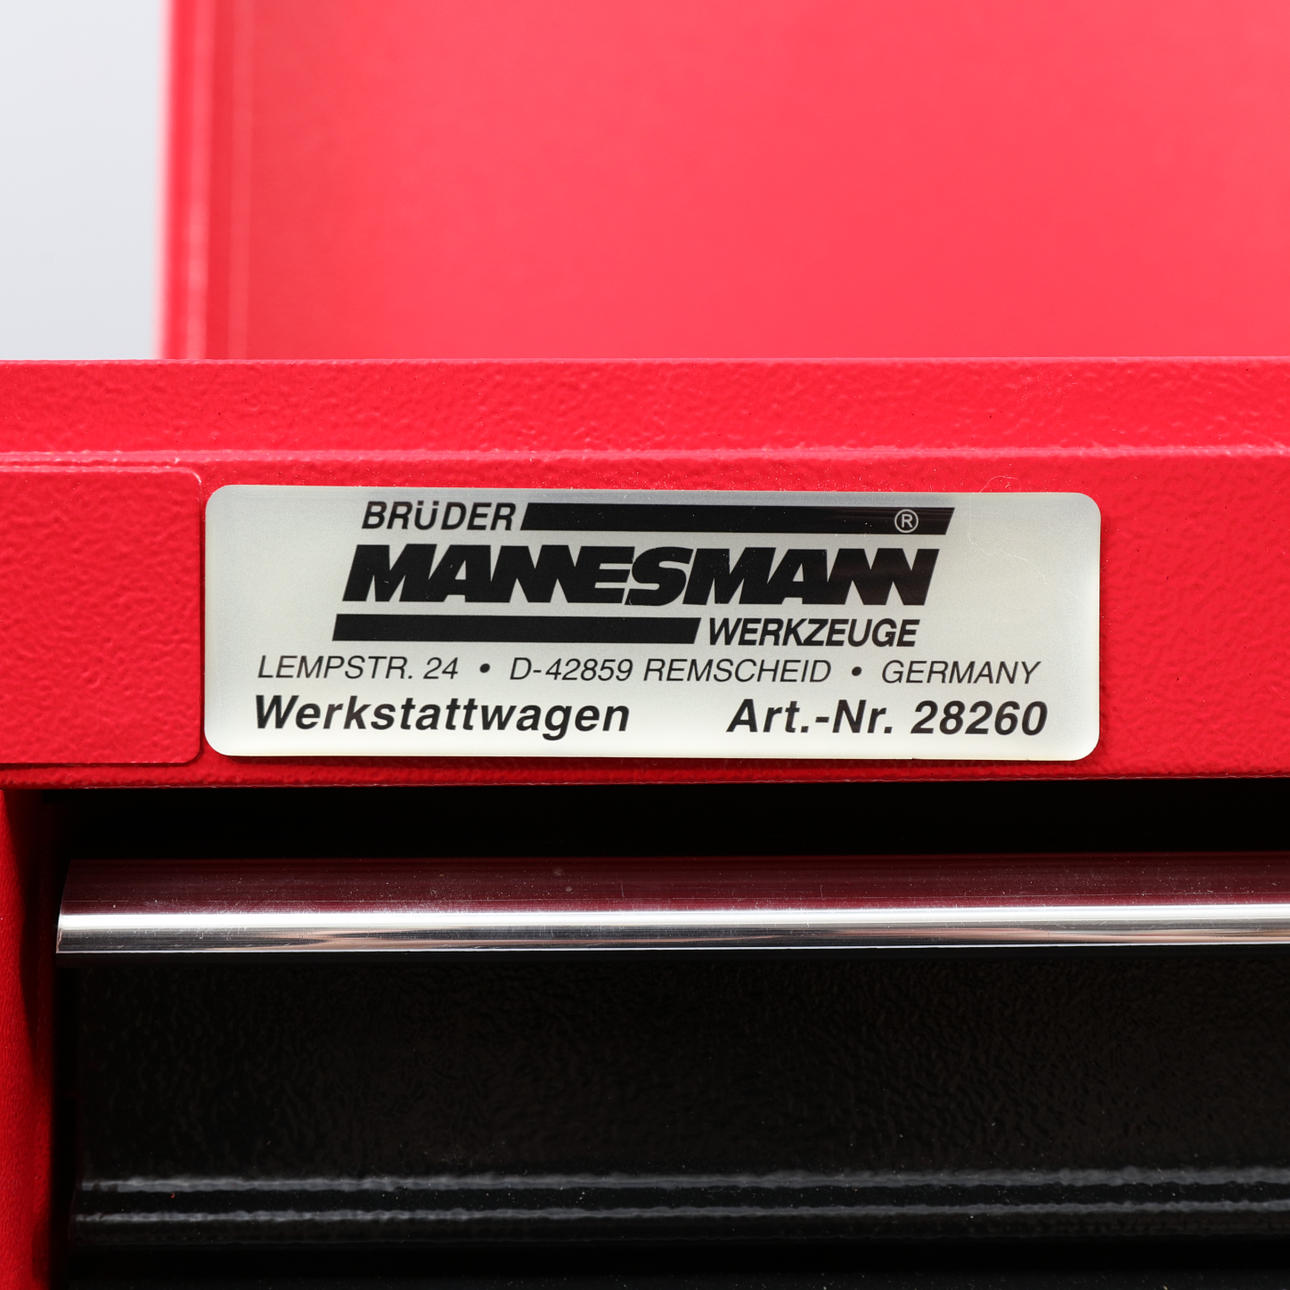 BRÜDER ®
MANNESMANN
WERKZEUGE
LEMPSTR. 24 • D-42859 REMSCHEID • GERMANY
Werkstattwagen Art.-Nr. 28260